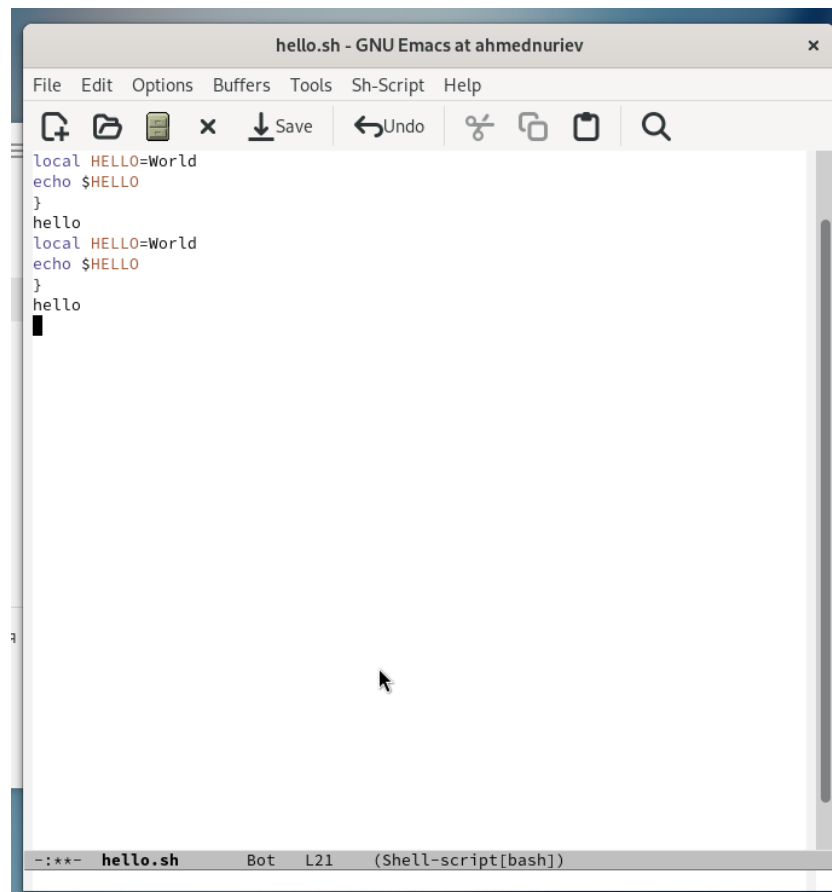 hello.sh - GNU Emacs at ahmednuriev ×
File Edit Options Buffers Tools Sh-Script Help
Save Undo
local HELLO=World
echo $HELLO
}
hello
local HELLO=World
echo $HELLO
}
hello
я
-:**- hello.sh Bot L21 (Shell-script[bash])